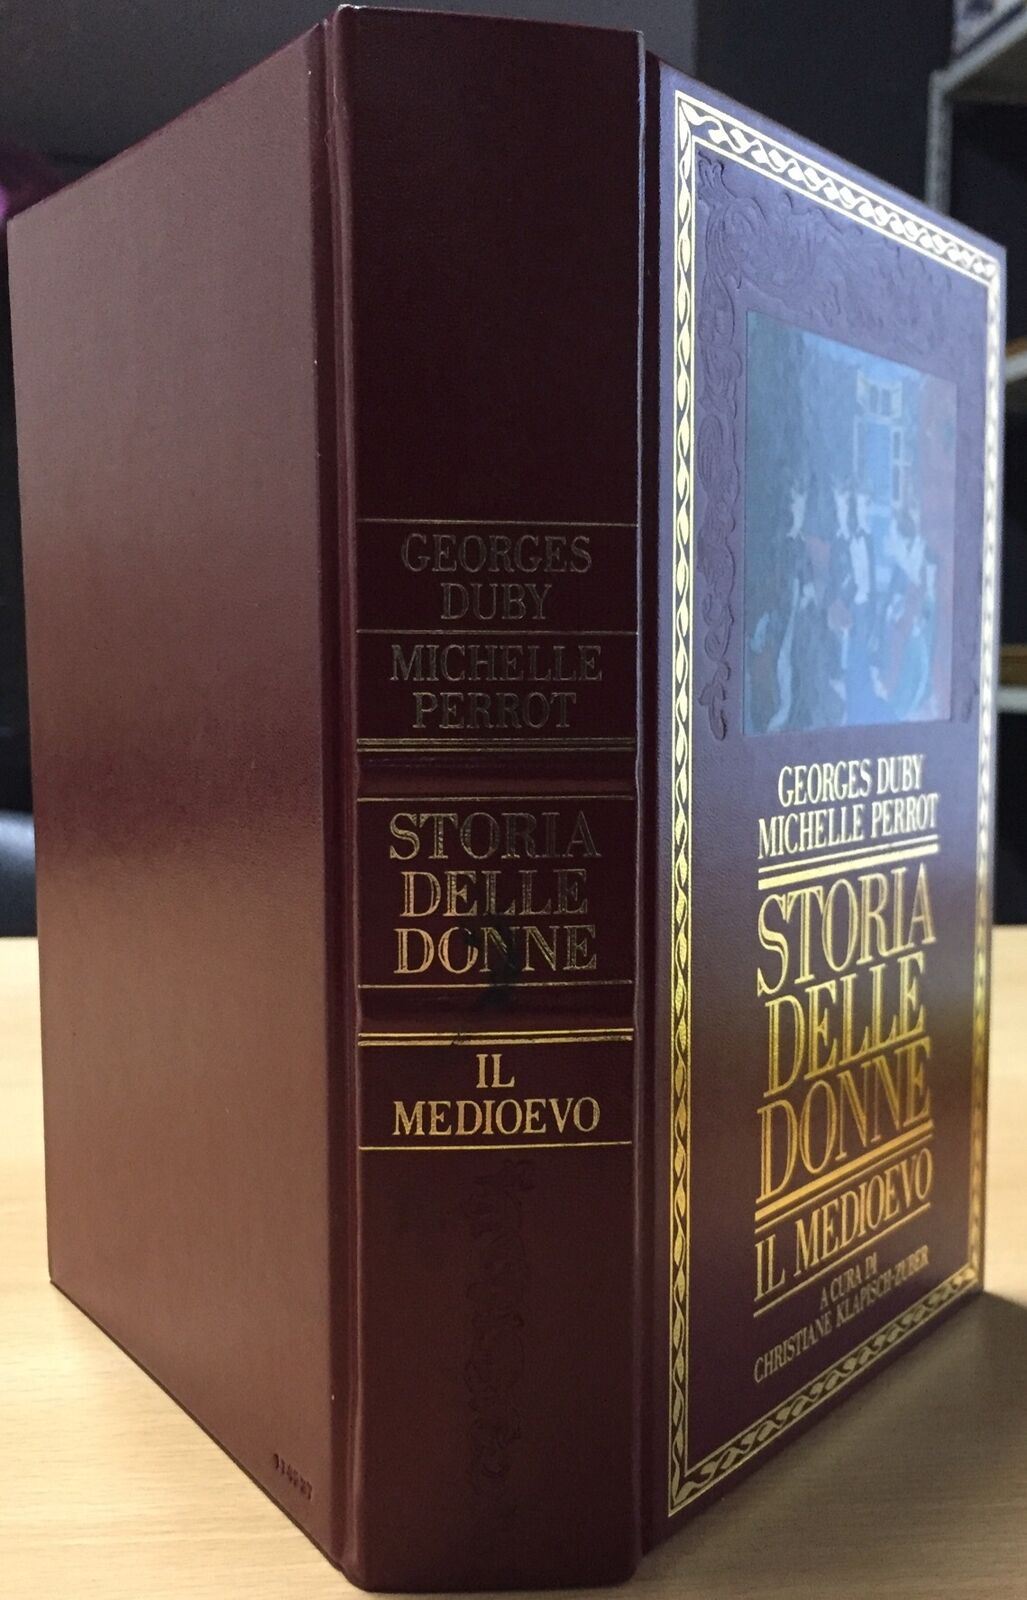 GEORGES
DUBY
MICHELLE
PERROT
STORIA
DELLE
DONNE
IL
MEDIOEVO
GEORGES DUBY
MICHELLE PERROT
STORIA
DELLE
DONNE
IL MEDIOEVO
A CURA DI
CHRISTIANE KLAPISCH-ZUBER